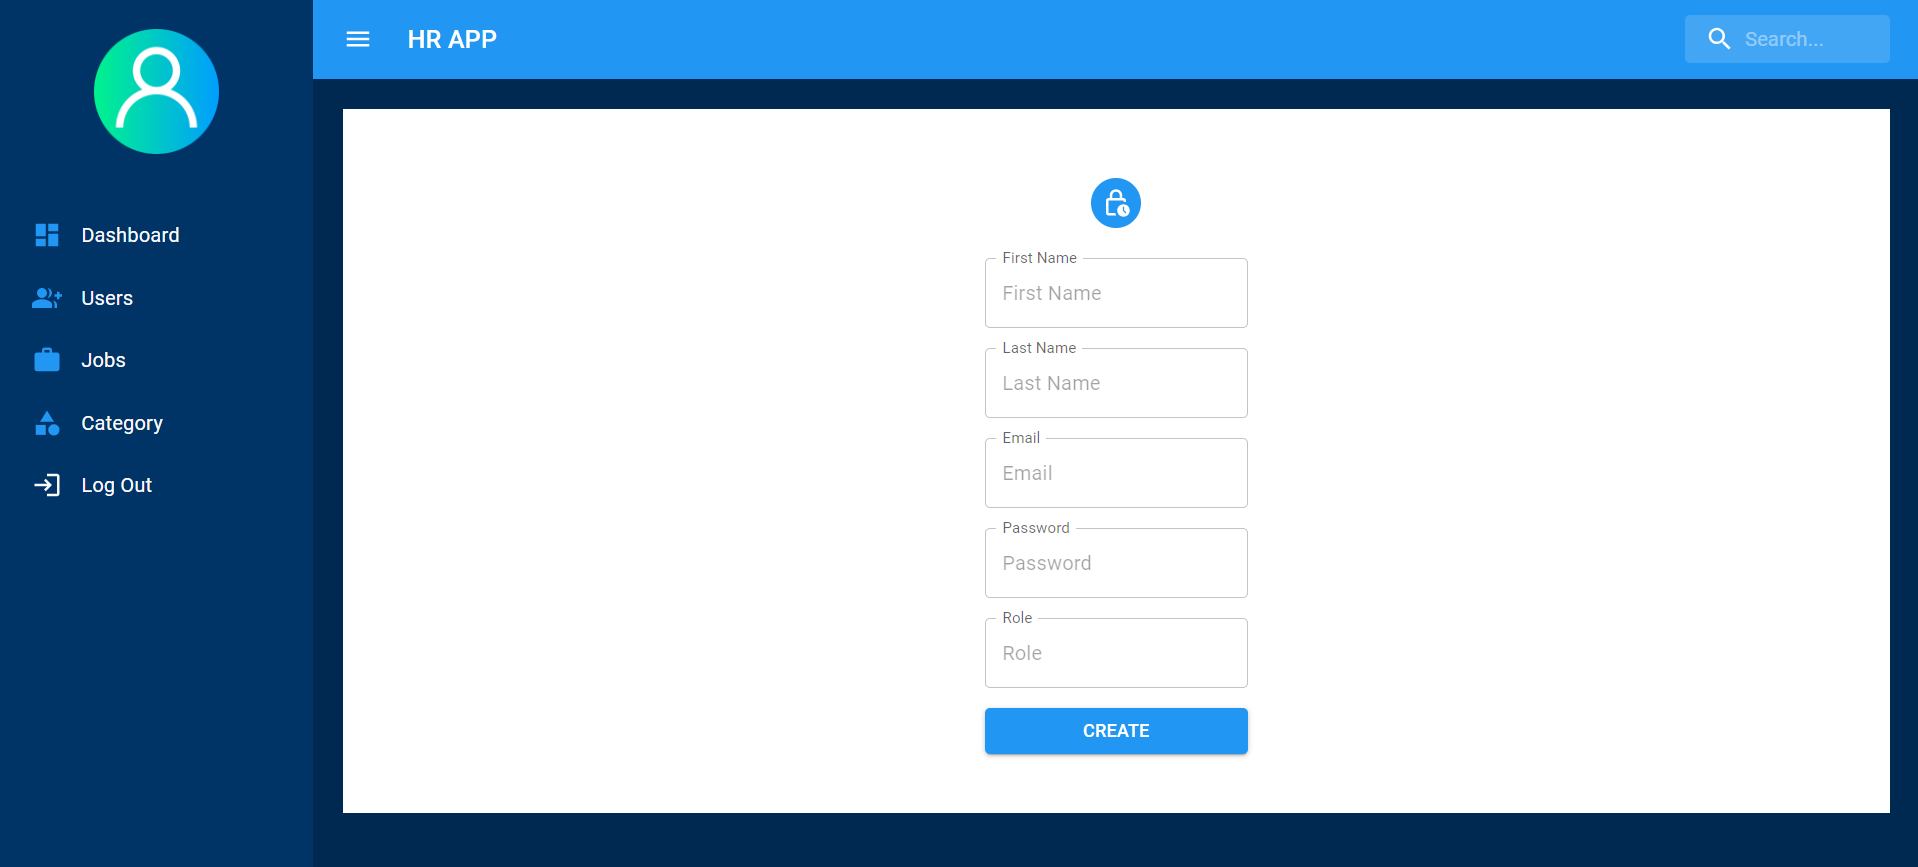 HR APP
Search...
Dashboard
Users
Jobs
Category
Log Out
First Name
First Name
Last Name
Last Name
Email
Email
Password
Password
Role
Role
CREATE